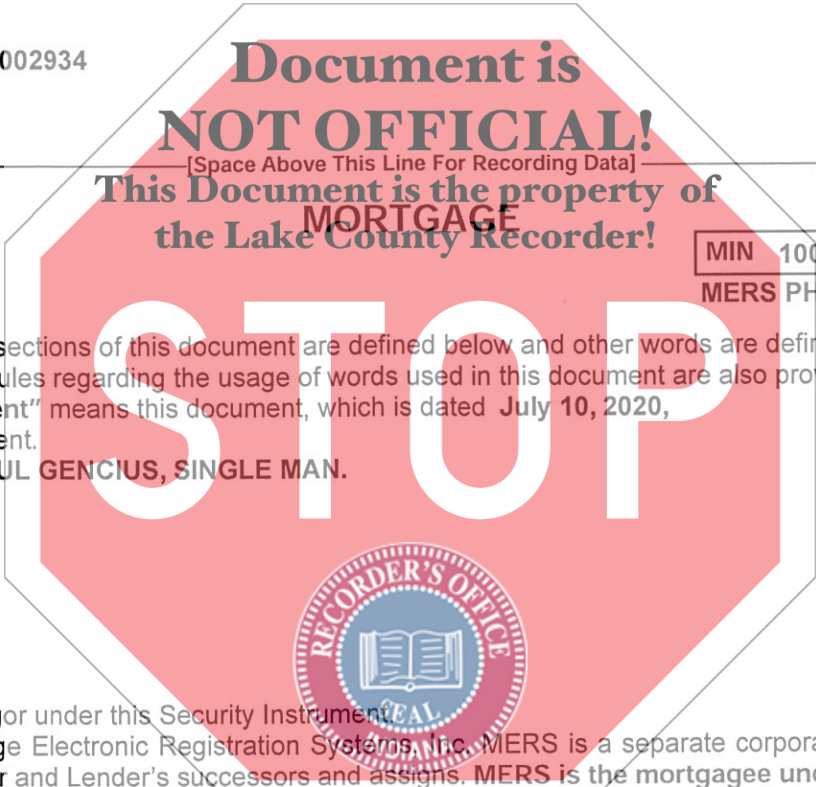 002934
Document is
NOT OFFICIAL!
[Space Above This Line For Recording Data]
This Document is the property of
MORTGAGE
the Lake County Recorder!
MIN 100
MERS PH
STOP
sections of this document are defined below and other words are defin
ules regarding the usage of words used in this document are also prov
ent" means this document, which is dated July 10, 2020,
ent.
UL GENCIUS, SINGLE MAN.
RECORDER'S OFFICE
SEAL
INDIANA
or under this Security Instrument.
ge Electronic Registration Systems, Inc. MERS is a separate corpora
r and Lender's successors and assigns. MERS is the mortgagee und